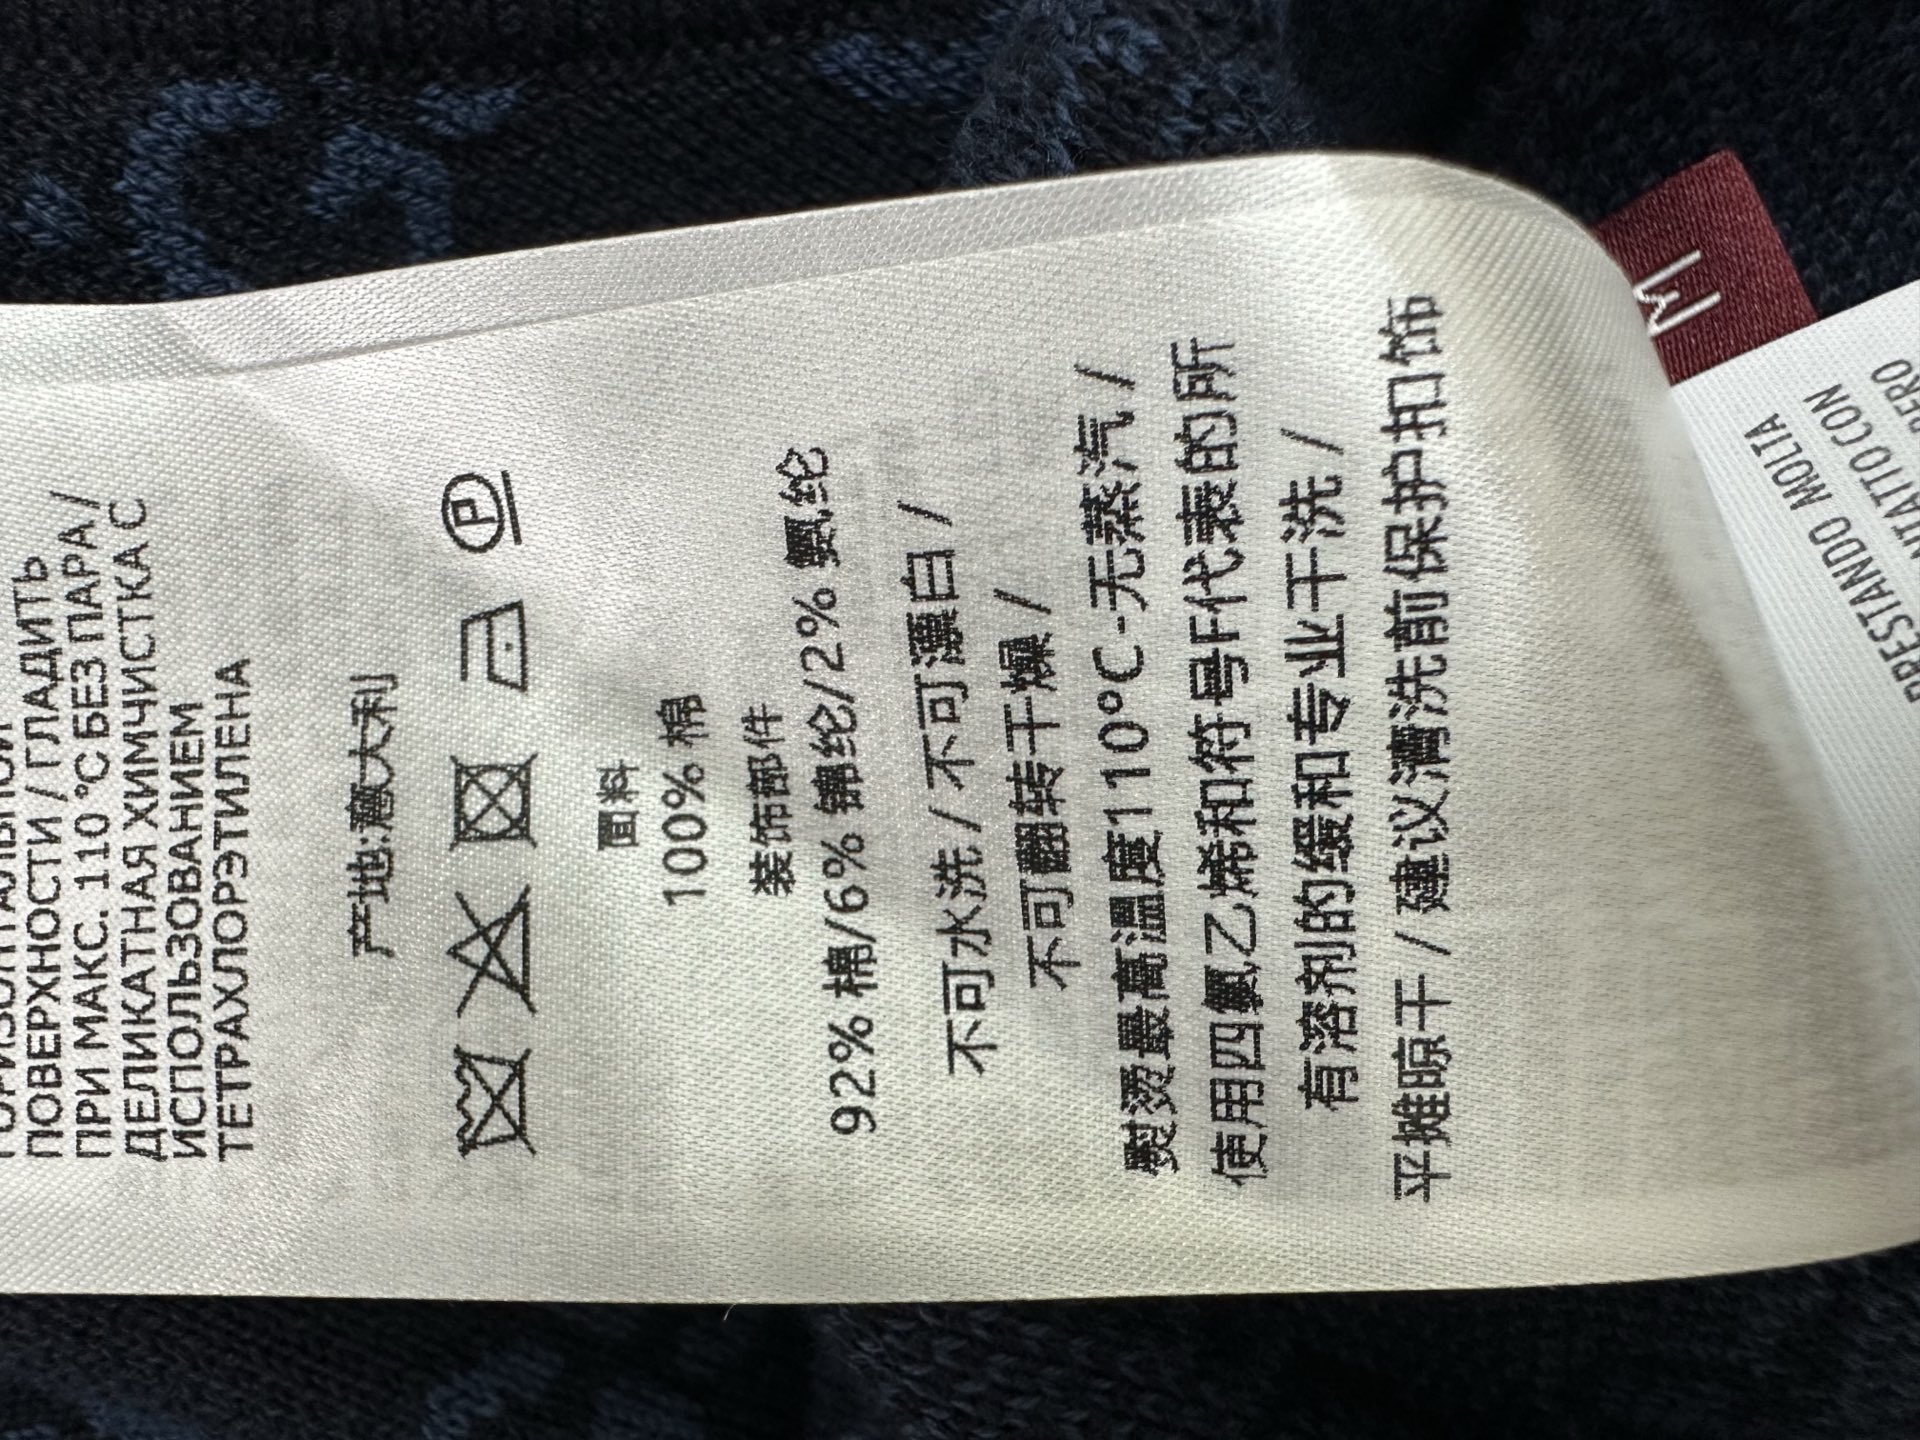 ПОВЕРХНОСТИ / ГЛАДИТЬ
ПРИ МАКС. 110 °C БЕЗ ПАРА /
ДЕЛИКАТНАЯ ХИМЧИСТКА С
ИСПОЛЬЗОВАНИЕМ
ТЕТРАХЛОРЭТИЛЕНА
产地:意大利
P
面料
100% 棉
装饰部件
92% 棉/6% 锦纶/2% 氨纶
不可水洗 / 不可漂白 /
不可翻转干燥 /
熨烫最高温度110°C-无蒸汽 /
使用四氯乙烯和符号F代表的所
有溶剂的缓和专业干洗 /
平摊晾干 / 建议清洗前保护扣饰
M
PRESTANDO MOLTA
CON